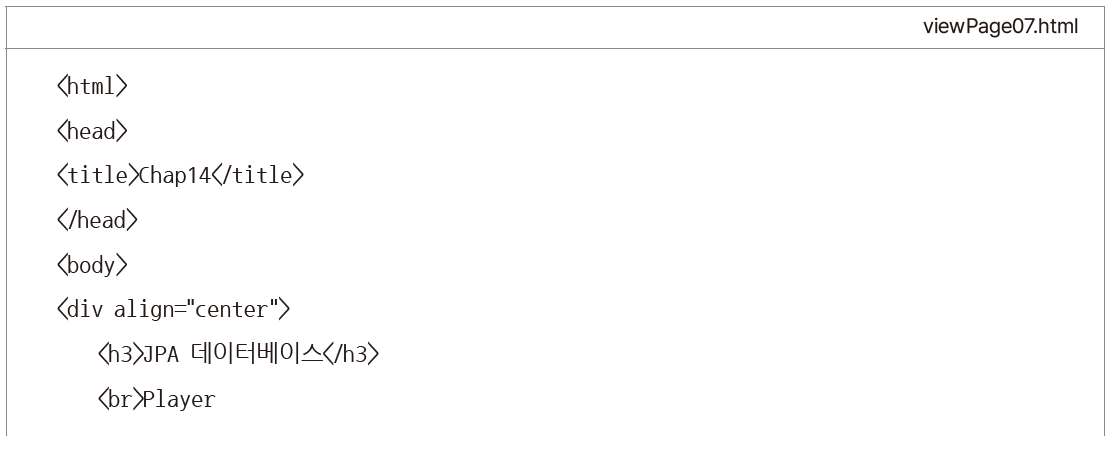 viewPage07.html
<html>
<head>
<title>Chap14</title>
</head>
<body>
<div align="center">
<h3>JPA 데이터베이스</h3>
<br>Player